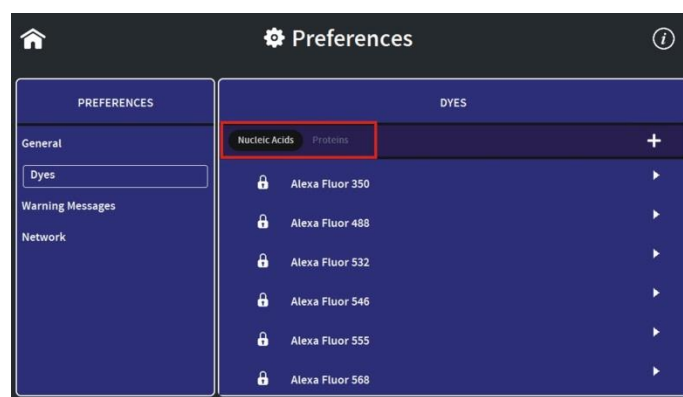 Preferences
PREFERENCES
General
Dyes
Warning Messages
Network
DYES
Nucleic Acids Proteins
Alexa Fluor 350
Alexa Fluor 488
Alexa Fluor 532
Alexa Fluor 546
Alexa Fluor 555
Alexa Fluor 568